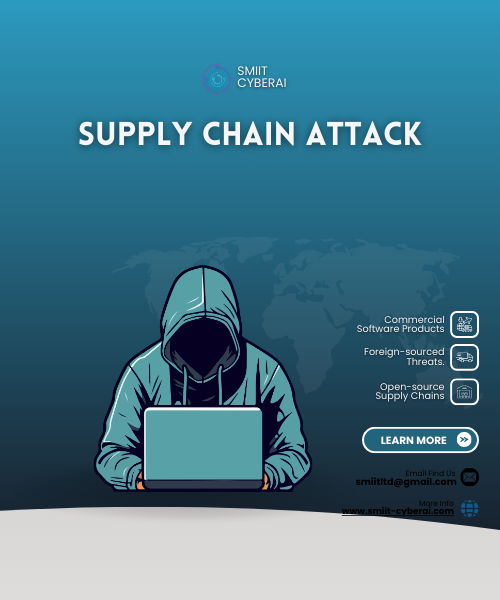 SMIIT
CYBERAI
SUPPLY CHAIN ATTACK
Commercial
Software Products
Foreign-sourced
Threats.
Open-source
Supply Chains
LEARN MORE
Email Find Us
smiitltd@gmail.com
More Info
www.smiit-cyberai.com